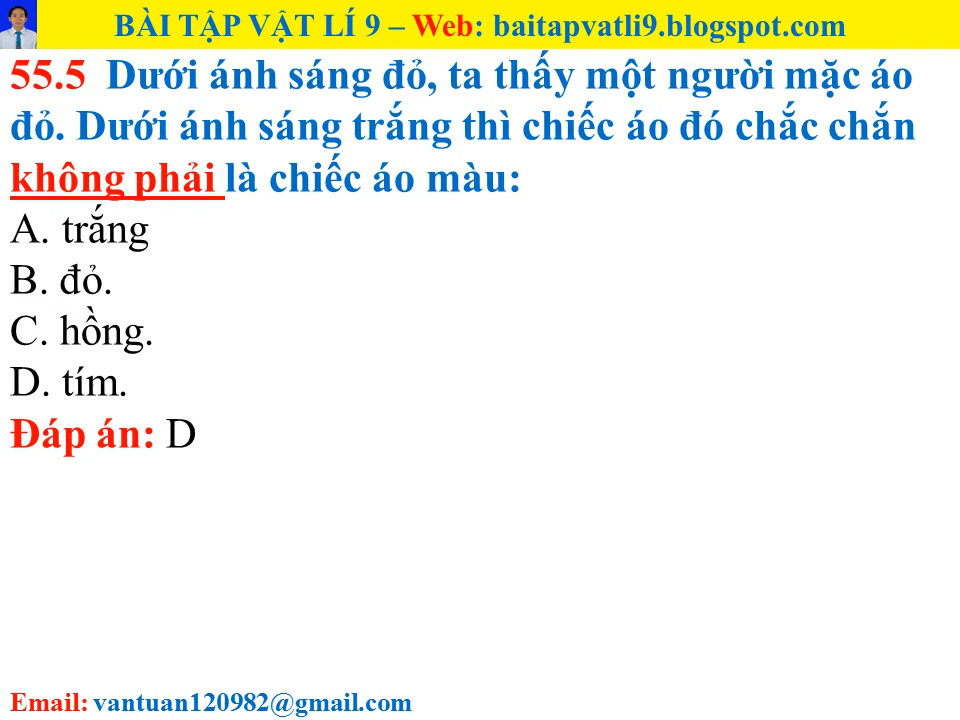 BÀI TẬP VẬT LÍ 9 – Web: baitapvatli9.blogspot.com
55.5 Dưới ánh sáng đỏ, ta thấy một người mặc áo
đỏ. Dưới ánh sáng trắng thì chiếc áo đó chắc chắn
không phải là chiếc áo màu:
A. trắng
B. đỏ.
C. hồng.
D. tím.
Đáp án: D
Email: vantuan120982@gmail.com